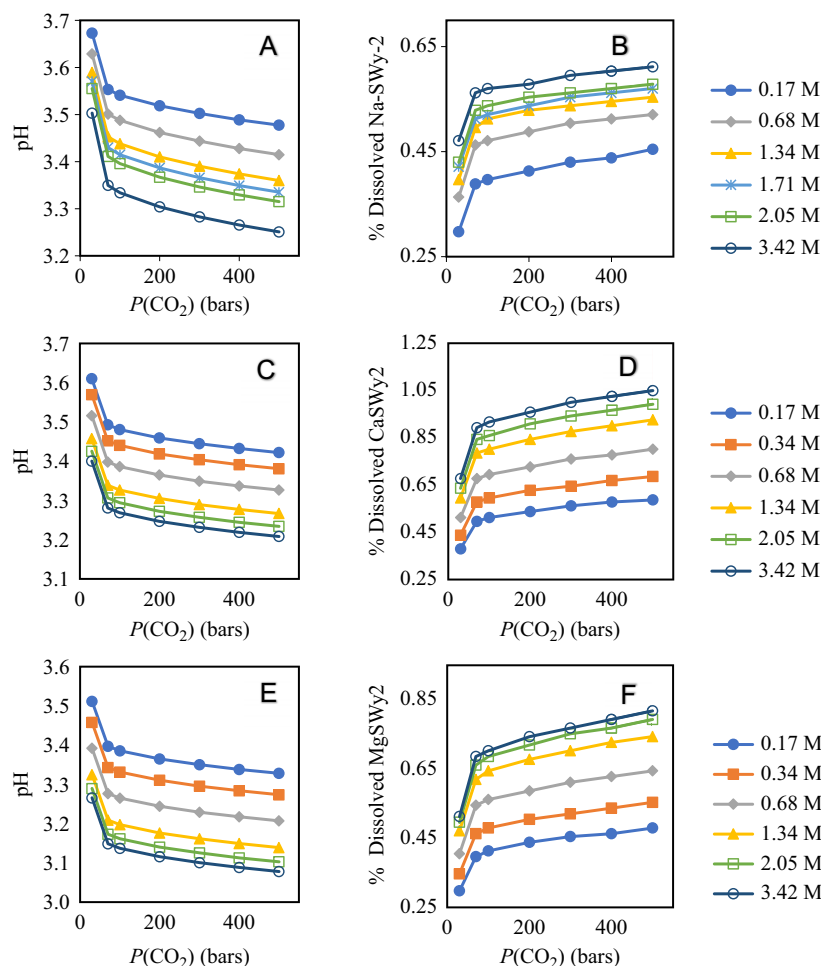 A
3.7
3.6
3.5
3.4
3.3
3.2
pH
0
200
400
P(CO2) (bars)
B
0.65
0.45
0.25
% Dissolved Na-SWy-2
0
200
400
P(CO2) (bars)
0.17 M
0.68 M
1.34 M
1.71 M
2.05 M
3.42 M
C
3.7
3.6
3.5
3.4
3.3
3.2
3.1
pH
0
200
400
P(CO2) (bars)
D
1.25
1.05
0.85
0.65
0.45
0.25
% Dissolved CaSWy2
0
200
400
P(CO2) (bars)
0.17 M
0.34 M
0.68 M
1.34 M
2.05 M
3.42 M
E
3.6
3.5
3.4
3.3
3.2
3.1
3.0
pH
0
200
400
P(CO2) (bars)
F
0.85
0.65
0.45
0.25
% Dissolved MgSWy2
0
200
400
P(CO2) (bars)
0.17 M
0.34 M
0.68 M
1.34 M
2.05 M
3.42 M